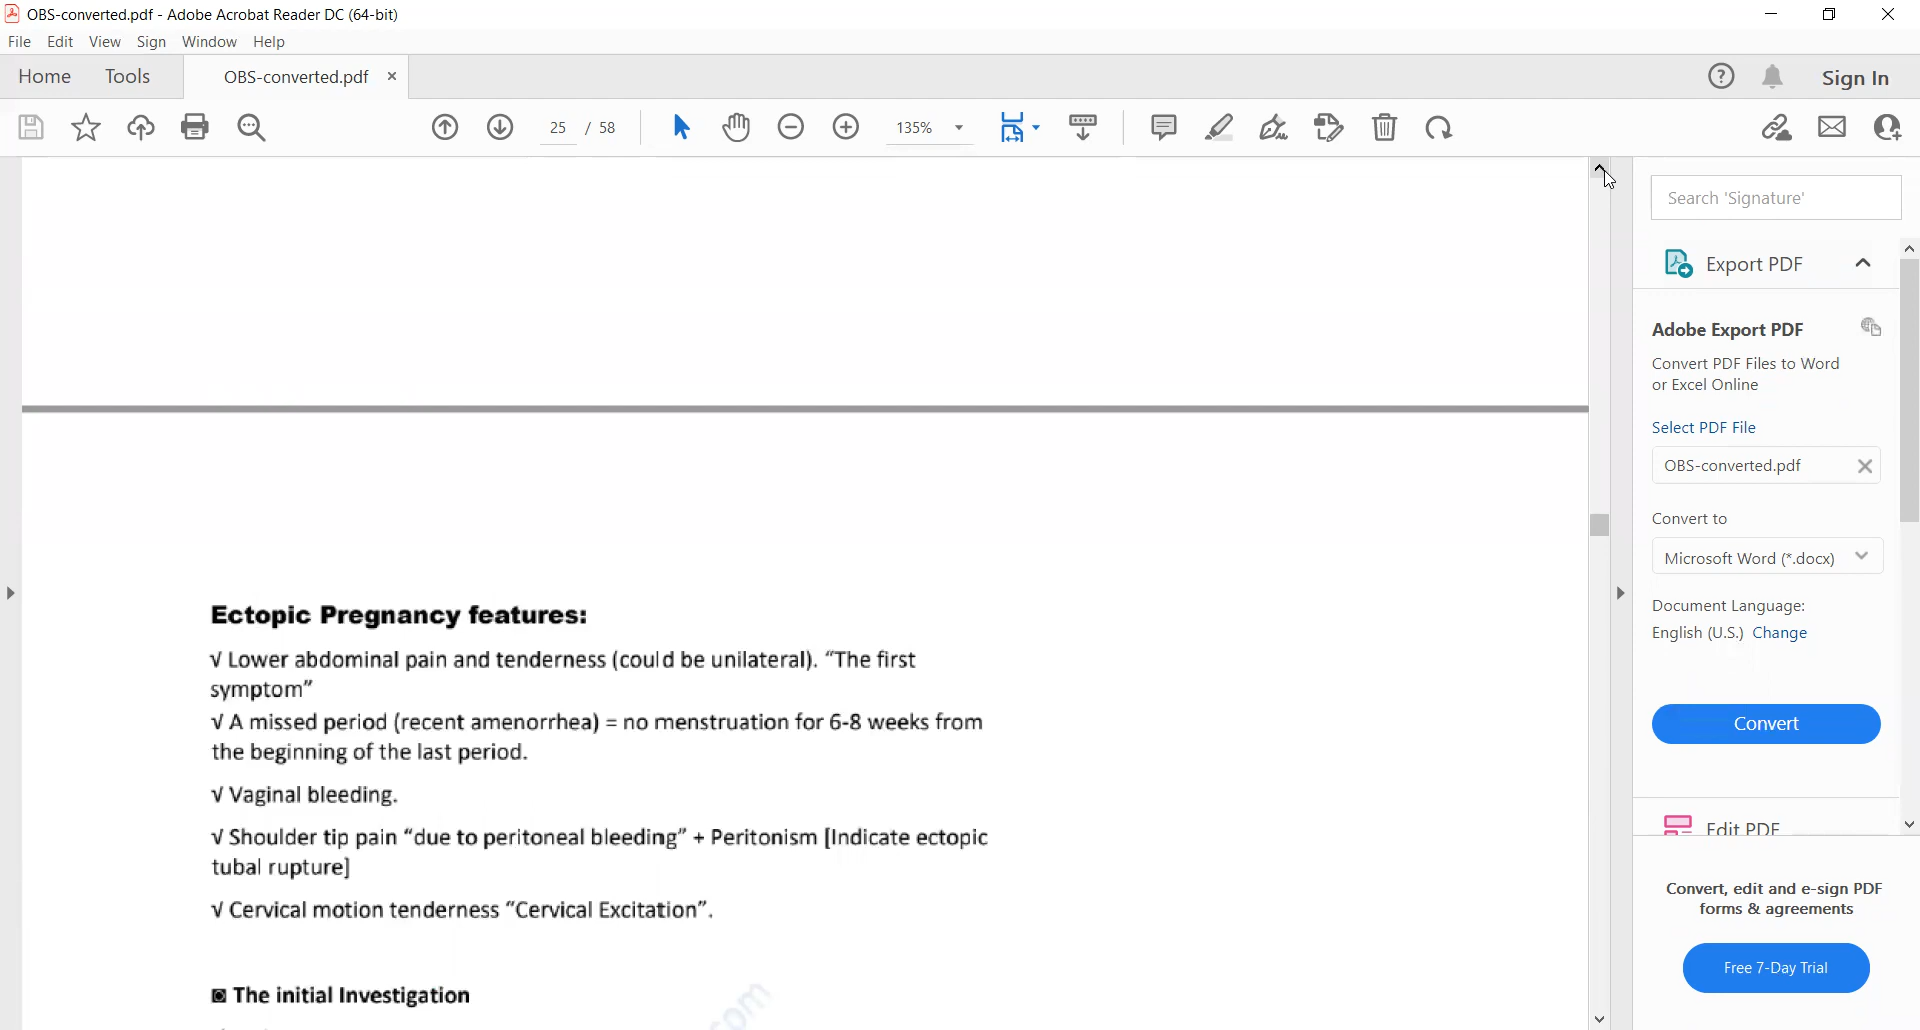 OBS-converted.pdf - Adobe Acrobat Reader DC (64-bit)
File Edit View Sign Window Help
Home Tools OBS-converted.pdf × Sign In
25 / 58 135%
Search 'Signature'
Export PDF
Adobe Export PDF
Convert PDF Files to Word
or Excel Online
Select PDF File
OBS-converted.pdf
Convert to
Microsoft Word (*.docx)
Document Language:
English (U.S.) Change
Convert
Edit PDF
Convert, edit and e-sign PDF
forms & agreements
Free 7-Day Trial
Ectopic Pregnancy features:
√ Lower abdominal pain and tenderness (could be unilateral). “The first
symptom”
√ A missed period (recent amenorrhea) = no menstruation for 6-8 weeks from
the beginning of the last period.
√ Vaginal bleeding.
√ Shoulder tip pain “due to peritoneal bleeding” + Peritonism [Indicate ectopic
tubal rupture]
√ Cervical motion tenderness “Cervical Excitation”.
◙ The initial Investigation
.com